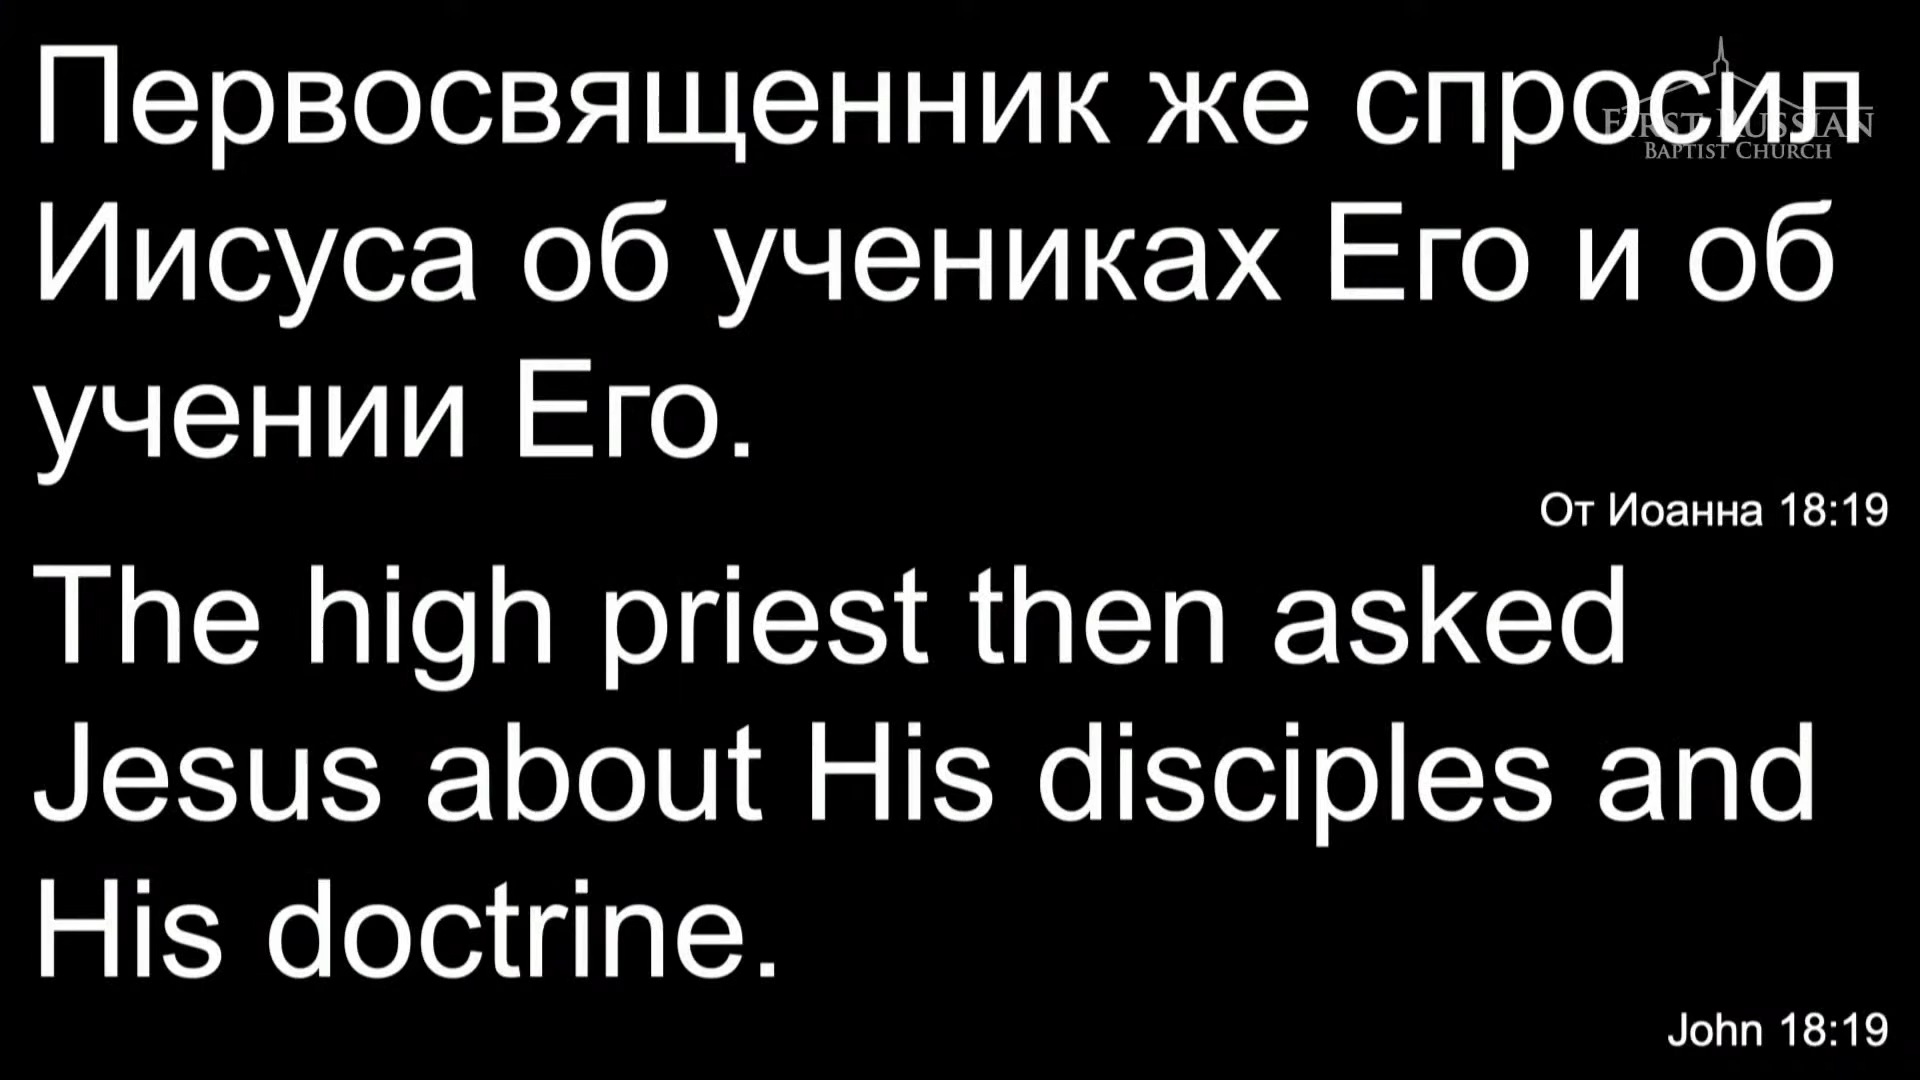 Первосвященник же спросил
FIRST RUSSIAN
BAPTIST CHURCH
Иисуса об учениках Его и об
учении Его.
От Иоанна 18:19
The high priest then asked
Jesus about His disciples and
His doctrine.
John 18:19